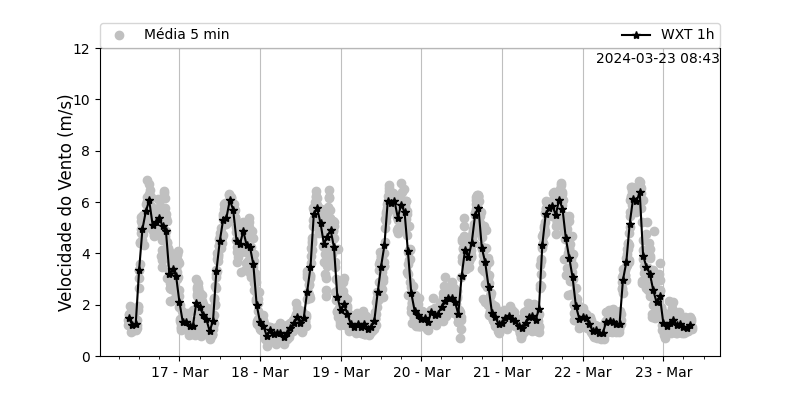 Média 5 min
WXT 1h
2024-03-23 08:43
Velocidade do Vento (m/s)
12
10
8
6
4
2
0
17 - Mar
18 - Mar
19 - Mar
20 - Mar
21 - Mar
22 - Mar
23 - Mar